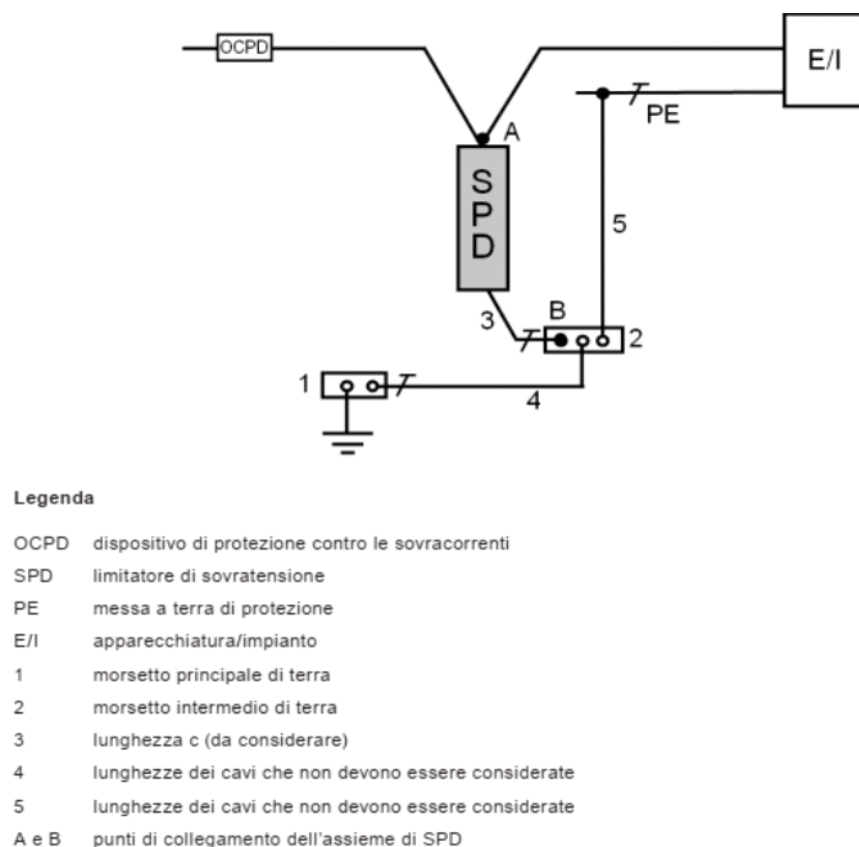 OCPD
E/I
A
PE
S
P
D
5
B
3
2
1
4
Legenda
OCPD dispositivo di protezione contro le sovracorrenti
SPD limitatore di sovratensione
PE messa a terra di protezione
E/I apparecchiatura/impianto
1 morsetto principale di terra
2 morsetto intermedio di terra
3 lunghezza c (da considerare)
4 lunghezze dei cavi che non devono essere considerate
5 lunghezze dei cavi che non devono essere considerate
A e B punti di collegamento dell'assieme di SPD